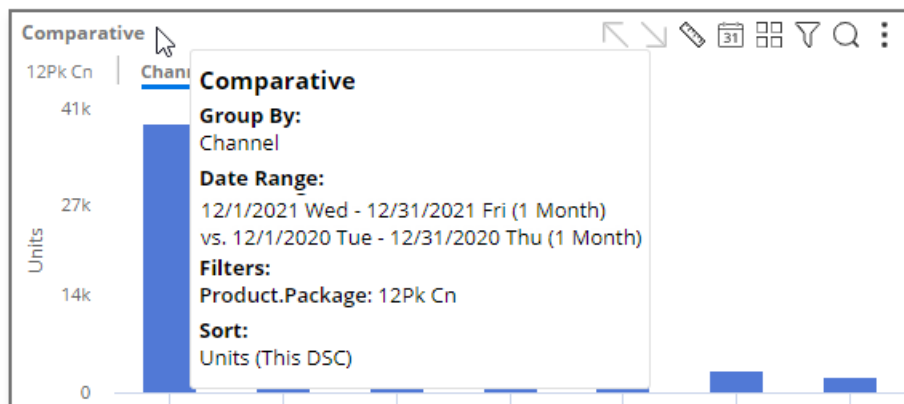 Comparative
31
12Pk Cn
41k
27k
14k
0
Units
Comparative
Group By:
Channel
Date Range:
12/1/2021 Wed - 12/31/2021 Fri (1 Month)
vs. 12/1/2020 Tue - 12/31/2020 Thu (1 Month)
Filters:
Product.Package: 12Pk Cn
Sort:
Units (This DSC)